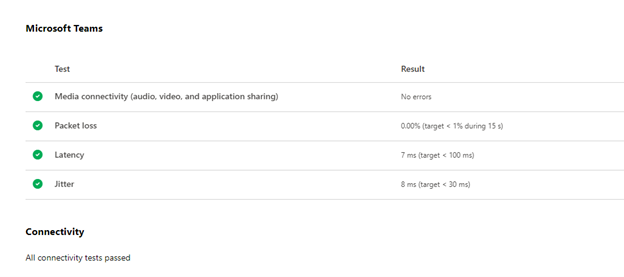 Microsoft Teams
Test Result
Media connectivity (audio, video, and application sharing) No errors
Packet loss 0.00% (target < 1% during 15 s)
Latency 7 ms (target < 100 ms)
Jitter 8 ms (target < 30 ms)
Connectivity
All connectivity tests passed